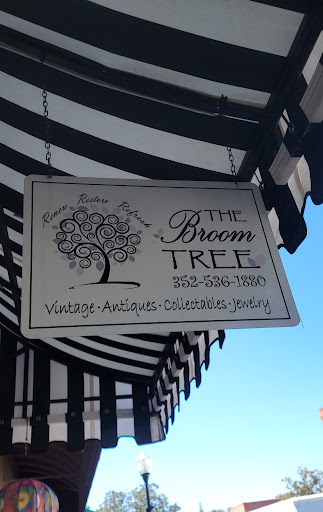 Renew Restore Refresh
THE
Broom
TREE
352-536-1880
Vintage · Antiques · Collectables · Jewelry